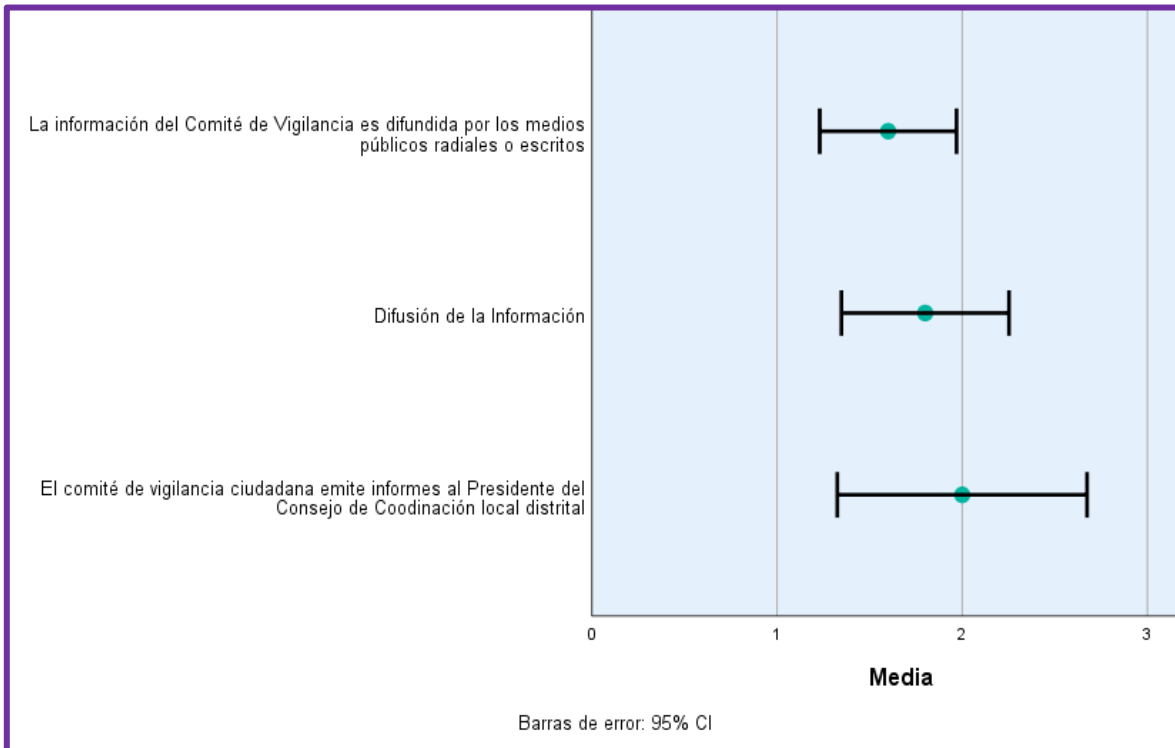 La información del Comité de Vigilancia es difundida por los medios
públicos radiales o escritos
Difusión de la Información
El comité de vigilancia ciudadana emite informes al Presidente del
Consejo de Coodinación local distrital
0 1 2 3
Media
Barras de error: 95% CI